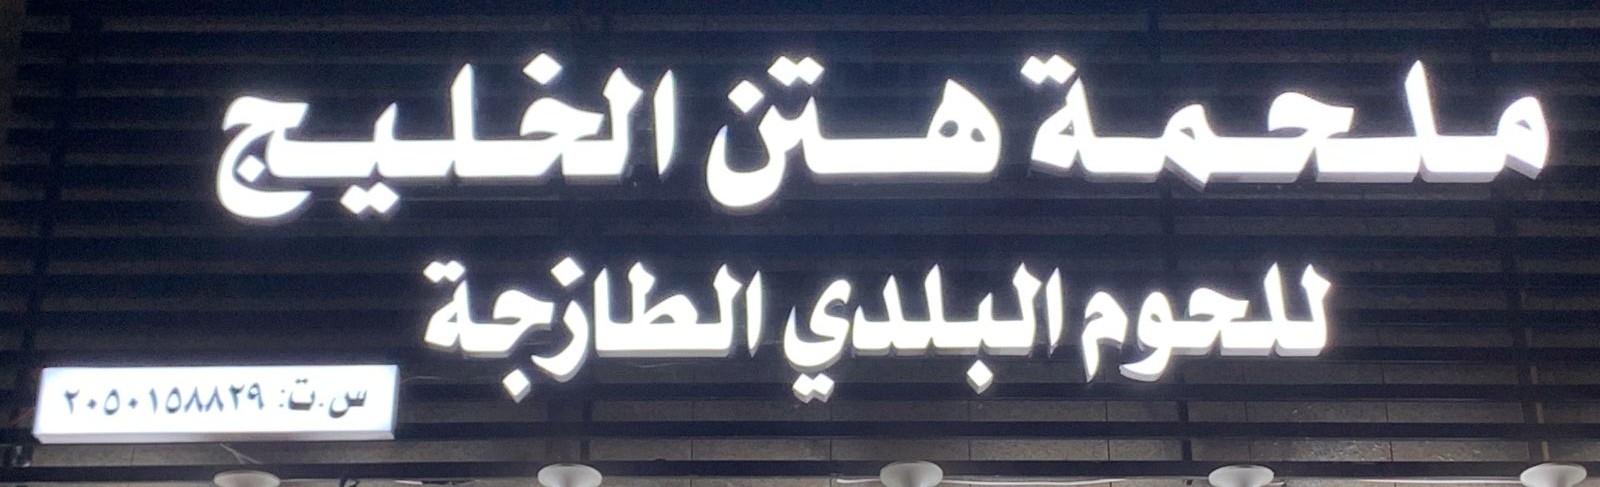 ملحمة هتن الخليج
للحوم البلدي الطازجة
س.ت: ٢٠٥٠١٥٨٨٢٩